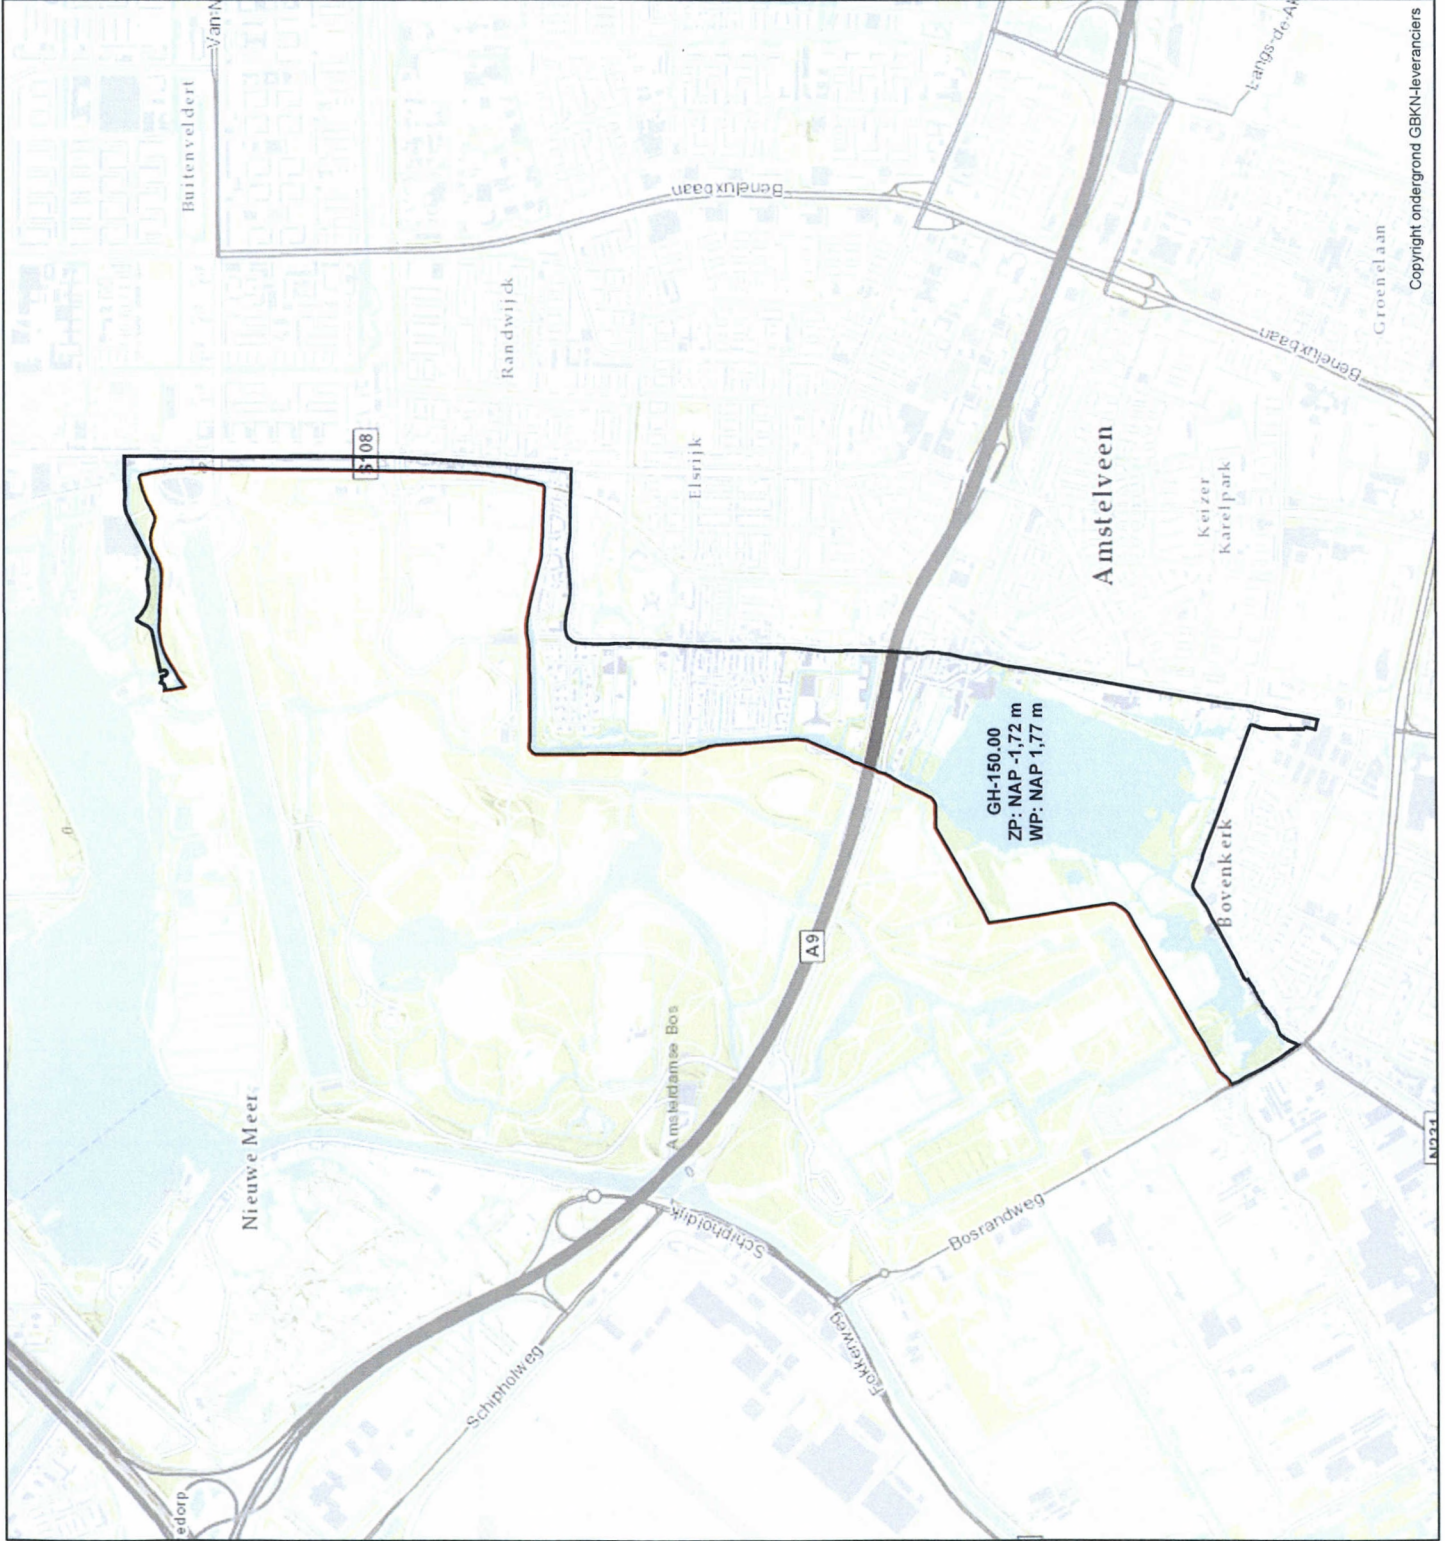 Van N
Buitenveldert
Beneluxbaan
Langs-de-A
Randwijck
S108
Elsrijk
Beneluxbaan
Groenelaan
Copyright ondergrond GBKN-leveranciers
Amstelveen
Keizer
Karelpark
GH-150.00
ZP: NAP -1,72 m
WP: NAP 1,77 m
Bovenkerk
A9
Amsterdamse Bos
Nieuwe Meer
Schipholdijk
Bosrandweg
N231
Fokkerweg
Schipholweg
edorp